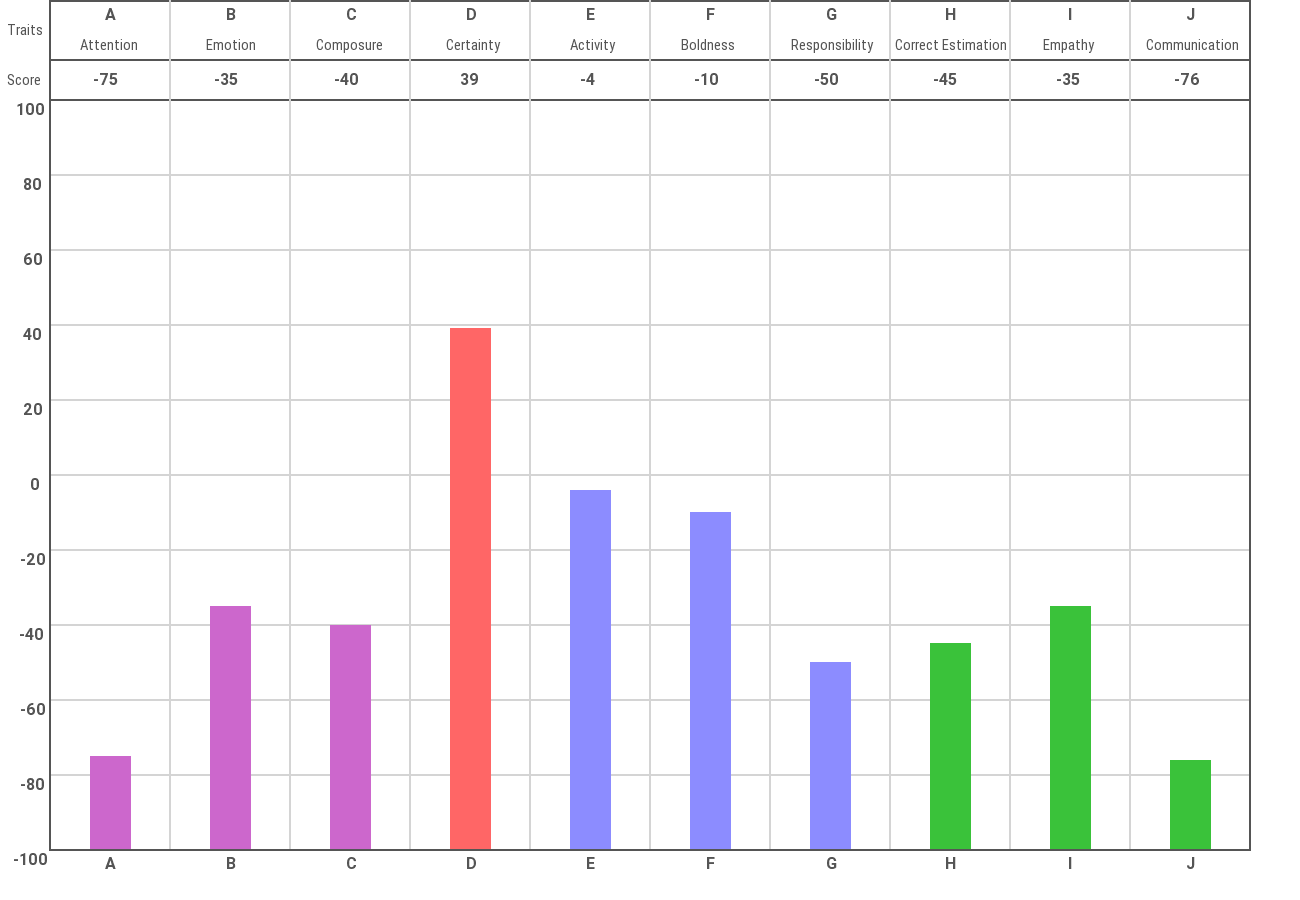 A B C D E F G H I J
Traits
Attention Emotion Composure Certainty Activity Boldness Responsibility Correct Estimation Empathy Communication
Score -75 -35 -40 39 -4 -10 -50 -45 -35 -76
100
80
60
40
20
0
-20
-40
-60
-80
-100
A B C D E F G H I J